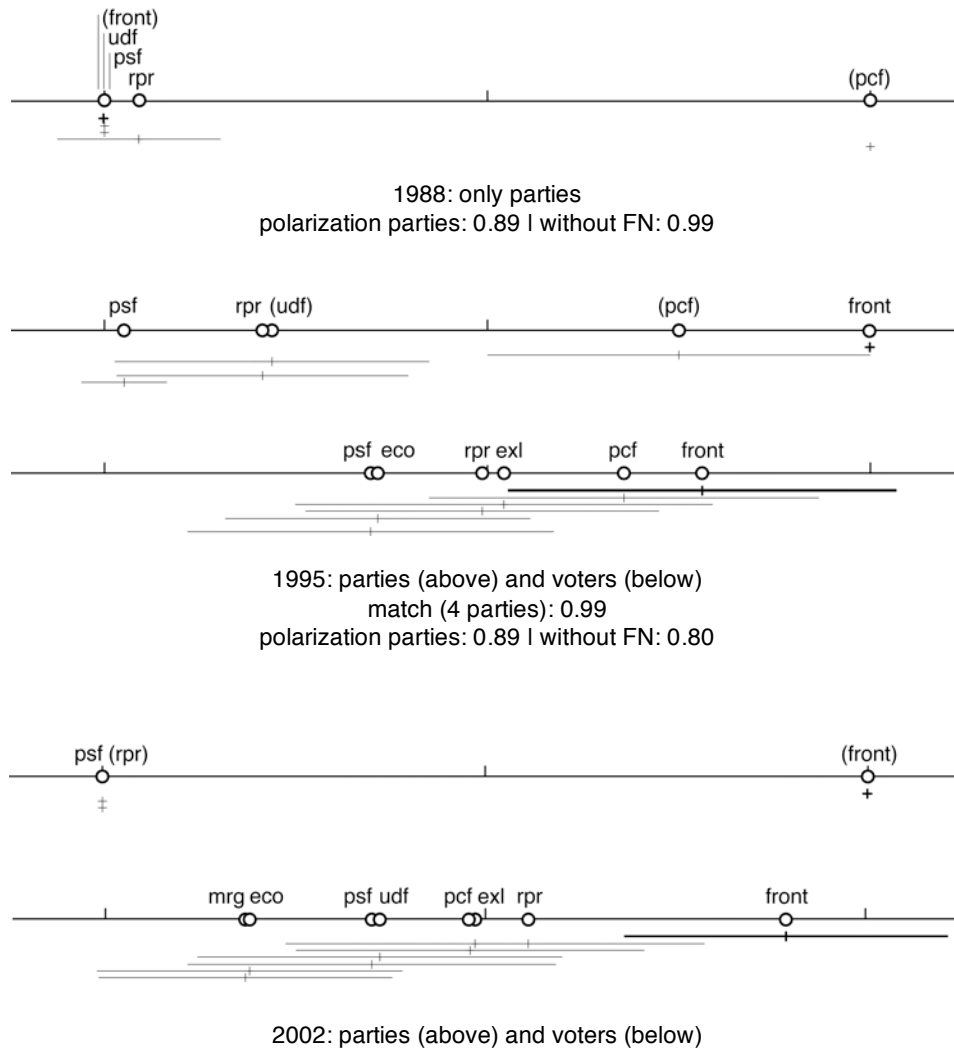 (front)
udf
psf
rpr (pcf)
1988: only parties
polarization parties: 0.89 | without FN: 0.99
psf rpr (udf) (pcf) front
psf eco rpr exl pcf front
1995: parties (above) and voters (below)
match (4 parties): 0.99
polarization parties: 0.89 | without FN: 0.80
psf (rpr) (front)
mrg eco psf udf pcf exl rpr front
2002: parties (above) and voters (below)